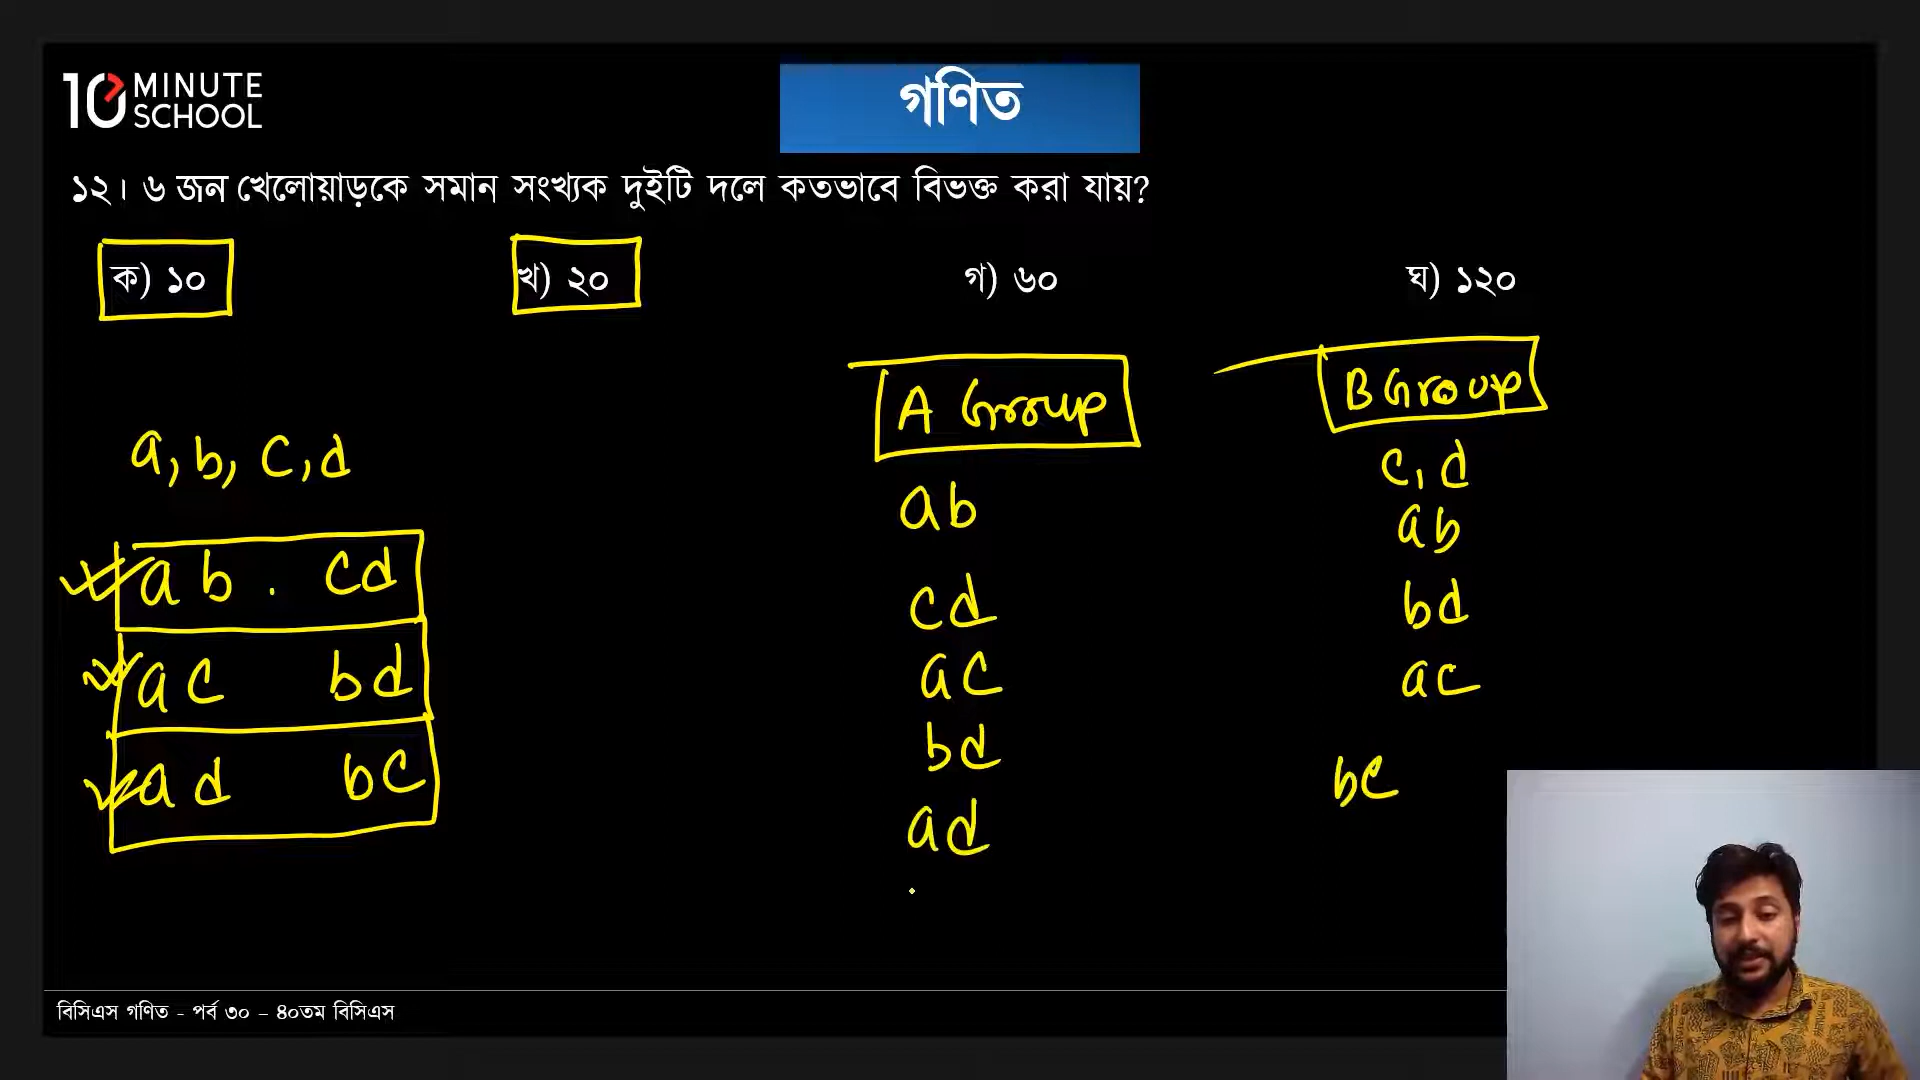 10 MINUTE
SCHOOL
গণিত
১২। ৬ জন খেলোয়াড়কে সমান সংখ্যক দুইটি দলে কতভাবে বিভক্ত করা যায়?
ক) ১০ খ) ২০ গ) ৬০ ঘ) ১২০
A Group B Group
a, b, c, d
c, d
ab
ab
ab . cd
cd bd
ac bd
ac ac
bd
ad bc
bc
ad
বিসিএস গণিত - পর্ব ৩০ – ৪০তম বিসিএস